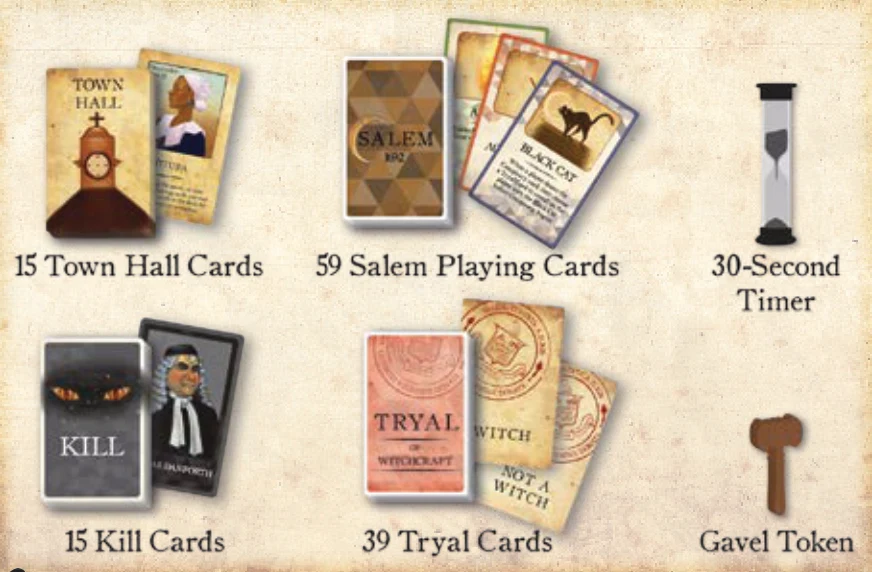 TOWN
HALL
SALEM
1692
BLACK CAT
15 Town Hall Cards
59 Salem Playing Cards
30-Second
Timer
KILL
TRYAL
OF
WITCHCRAFT
WITCH
NOT A
WITCH
15 Kill Cards
39 Tryal Cards
Gavel Token